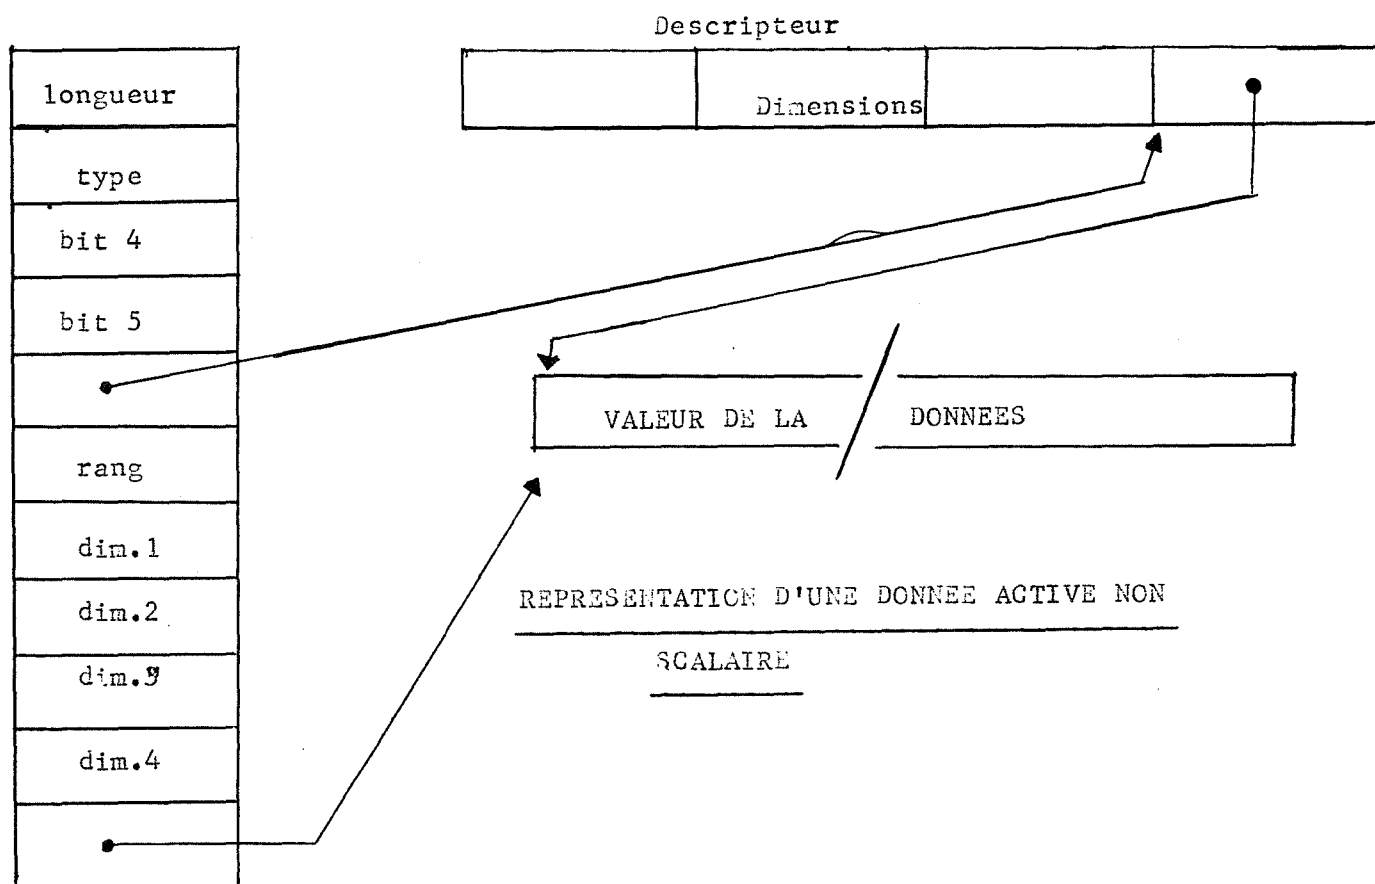 Descripteur
longueur
Dimensions
type
bit 4
bit 5
VALEUR DE LA DONNEES
rang
dim.1
REPRESENTATION D'UNE DONNEE ACTIVE NON
SCALAIRE
dim.2
dim.3
dim.4